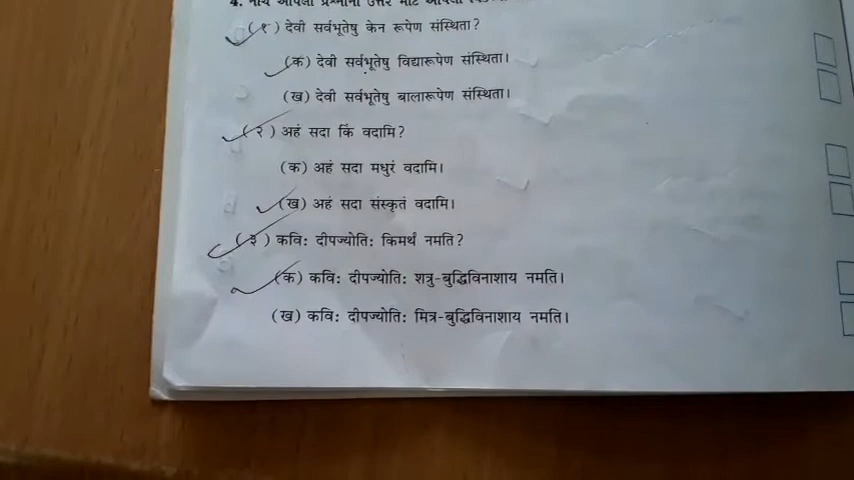 (१) देवी सर्वभूतेषु केन रूपेण संस्थिता?
(क) देवी सर्वभूतेषु विद्यारूपेण संस्थिता।
(ख) देवी सर्वभूतेषु बालारूपेण संस्थिता।
(२) अहं सदा किं वदामि?
(क) अहं सदा मधुरं वदामि।
(ख) अहं सदा संस्कृतं वदामि।
(३) कविः दीपज्योतिः किमर्थं नमति?
(क) कविः दीपज्योतिः शत्रु-बुद्धिविनाशाय नमति।
(ख) कविः दीपज्योतिः मित्र-बुद्धिविनाशाय नमति।